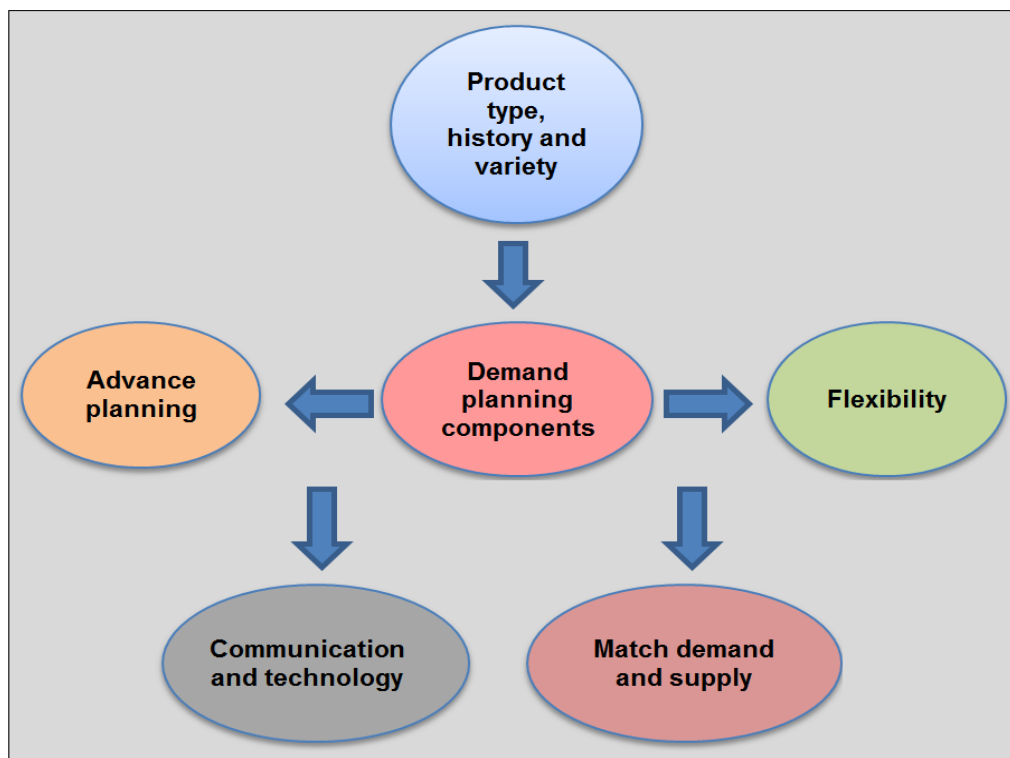 Product
type,
history and
variety
Advance
planning
Demand
planning
components
Flexibility
Communication
and technology
Match demand
and supply